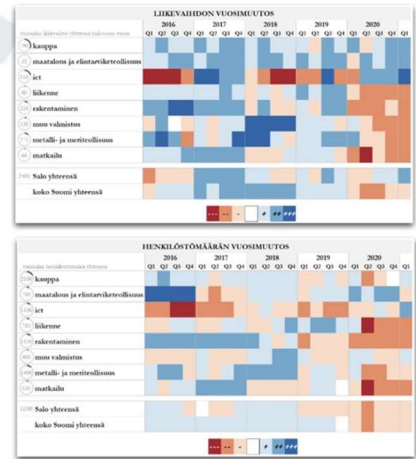 LIIKEVAIHDON VUOSIMUUTOS
2016 2017 2018 2019 2020
Q1 Q2 Q3 Q4 Q1 Q2 Q3 Q4 Q1 Q2 Q3 Q4 Q1 Q2 Q3 Q4 Q1 Q2 Q3 Q4 Q1
kauppa
maatalous ja elintarviketeollisuus
ict
liikenne
rakentaminen
muu valmistus
metalli- ja meriteollisuus
matkailu
Salo yhteensä
koko Suomi yhteensä
--- -- - + ++ +++
HENKILÖSTÖMÄÄRÄN VUOSIMUUTOS
2016 2017 2018 2019 2020
Q1 Q2 Q3 Q4 Q1 Q2 Q3 Q4 Q1 Q2 Q3 Q4 Q1 Q2 Q3 Q4 Q1 Q2 Q3 Q4 Q1
kauppa
maatalous ja elintarviketeollisuus
ict
liikenne
rakentaminen
muu valmistus
metalli- ja meriteollisuus
matkailu
Salo yhteensä
koko Suomi yhteensä
--- -- - + ++ +++